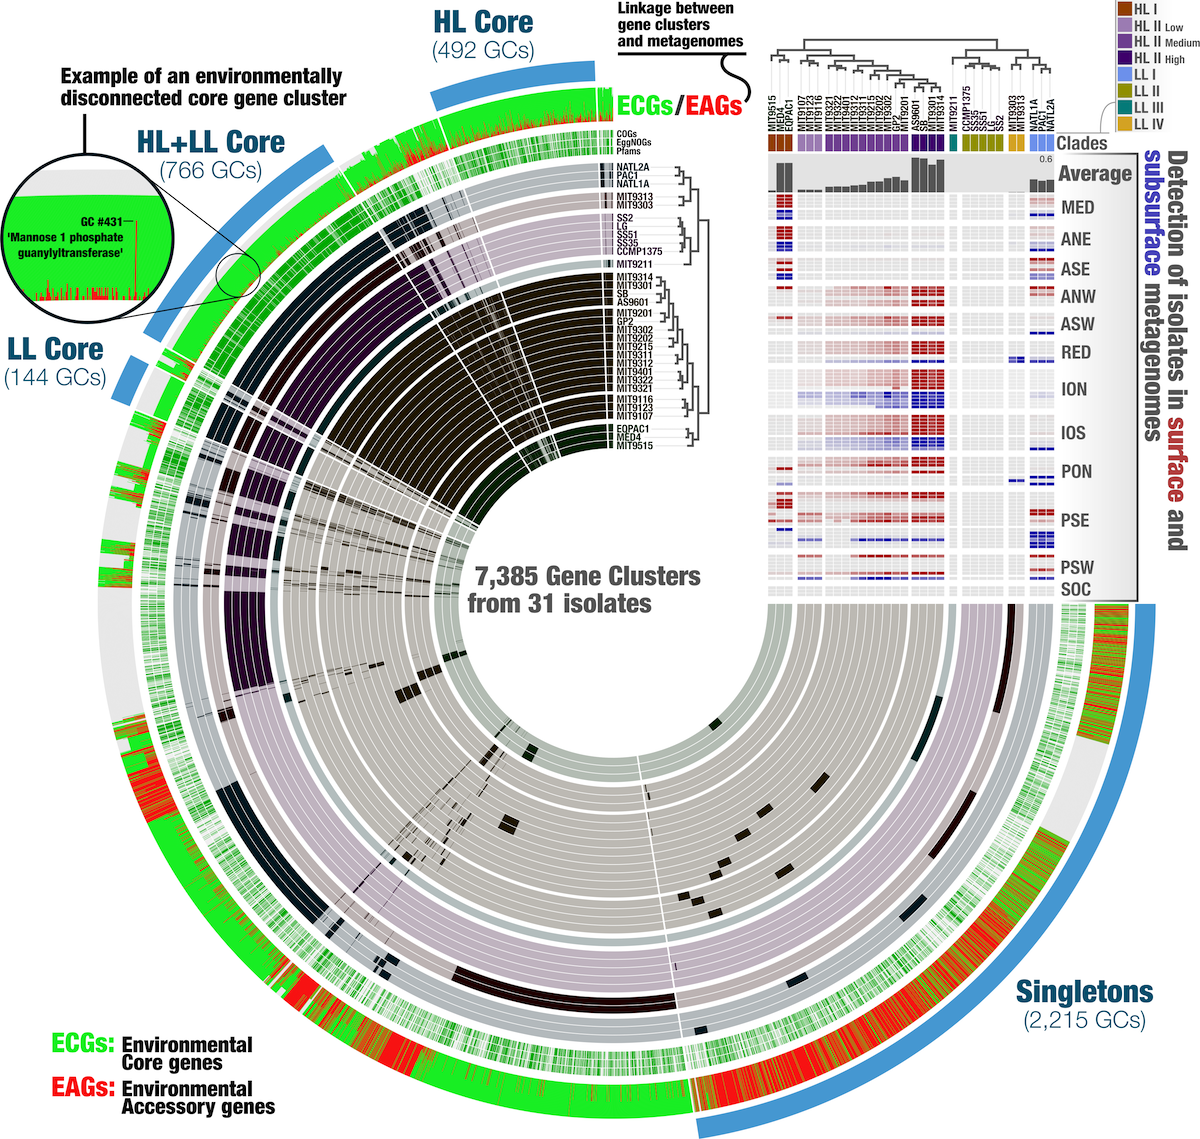 HL Core
(492 GCs)
Linkage between
gene clusters
and metagenomes
ECGs/EAGs
Example of an environmentally
disconnected core gene cluster
HL+LL Core
(766 GCs)
GC #431
'Mannose 1 phosphate
guanylyltransferase'
LL Core
(144 GCs)
COGs
EggNOGs
Pfams
NATL2A
PAC1
NATL1A
MIT9313
MIT9303
SS2
LG
SS51
SS35
CCMP1375
MIT9211
MIT9314
MIT9301
SB
AS9601
MIT9201
GP2
MIT9302
MIT9202
MIT9215
MIT9311
MIT9312
MIT9401
MIT9322
MIT9321
MIT9116
MIT9123
MIT9107
EQPAC1
MED4
MIT9515
7,385 Gene Clusters
from 31 isolates
HL I
HL II Low
HL II Medium
HL II High
LL I
LL II
LL III
LL IV
MIT9515
MED4
EQPAC1
MIT9107
MIT9123
MIT9116
MIT9321
MIT9322
MIT9401
MIT9312
MIT9311
MIT9215
MIT9202
MIT9302
GP2
MIT9201
AS9601
SB
MIT9301
MIT9314
MIT9211
CCMP1375
SS35
SS51
LG
SS2
MIT9303
MIT9313
NATL1A
PAC1
NATL2A
Clades
0.6
Average
MED
ANE
ASE
ANW
ASW
RED
ION
IOS
PON
PSE
PSW
SOC
Detection of isolates in surface and
subsurface metagenomes
Singletons
(2,215 GCs)
ECGs: Environmental
Core genes
EAGs: Environmental
Accessory genes